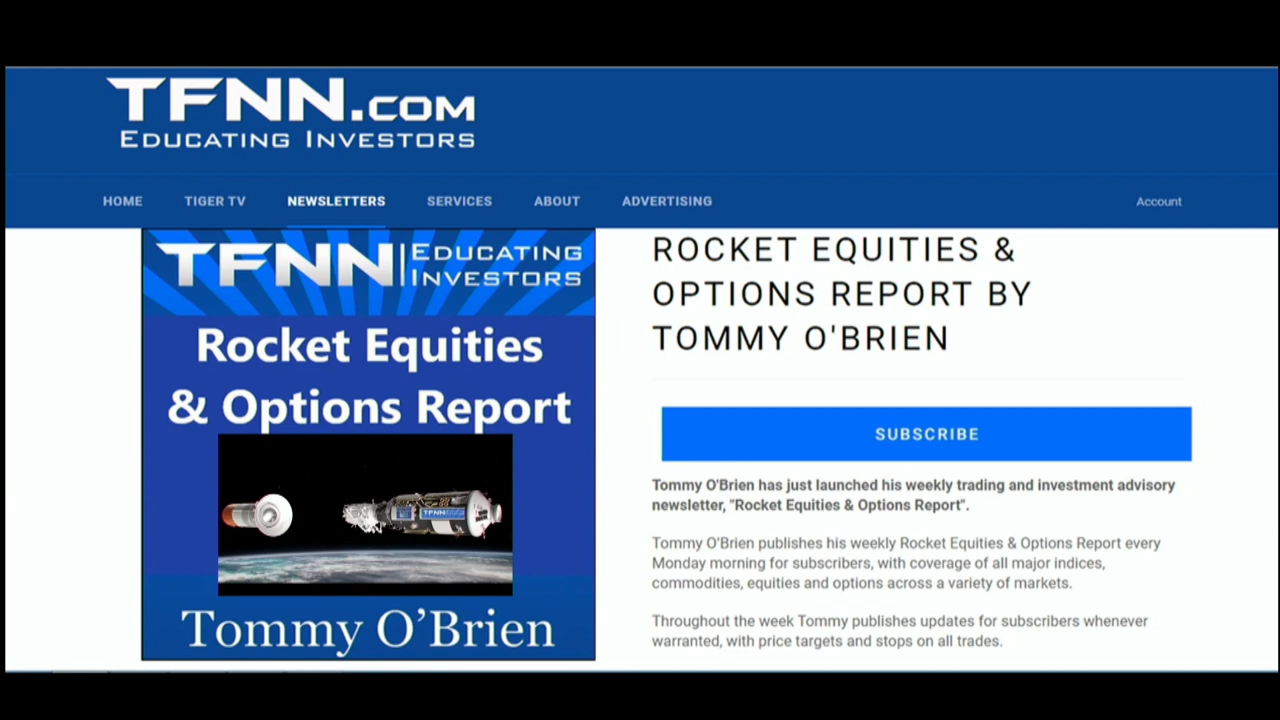 TFNN.COM
EDUCATING INVESTORS
HOME TIGER TV NEWSLETTERS SERVICES ABOUT ADVERTISING Account
TFNN | EDUCATING
INVESTORS
Rocket Equities
& Options Report
TFNN
Tommy O’Brien
ROCKET EQUITIES &
OPTIONS REPORT BY
TOMMY O'BRIEN
SUBSCRIBE
Tommy O'Brien has just launched his weekly trading and investment advisory
newsletter, "Rocket Equities & Options Report".
Tommy O'Brien publishes his weekly Rocket Equities & Options Report every
Monday morning for subscribers, with coverage of all major indices,
commodities, equities and options across a variety of markets.
Throughout the week Tommy publishes updates for subscribers whenever
warranted, with price targets and stops on all trades.